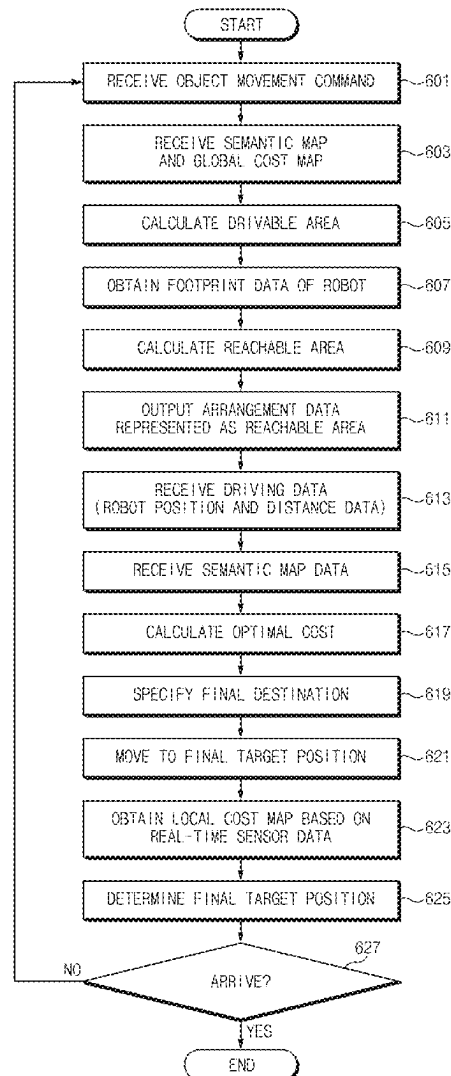 START
RECEIVE OBJECT MOVEMENT COMMAND
601
RECEIVE SEMANTIC MAP
AND GLOBAL COST MAP
603
CALCULATE DRIVABLE AREA
605
OBTAIN FOOTPRINT DATA OF ROBOT
607
CALCULATE REACHABLE AREA
609
OUTPUT ARRANGEMENT DATA
REPRESENTED AS REACHABLE AREA
611
RECEIVE DRIVING DATA
(ROBOT POSITION AND DISTANCE DATA)
613
RECEIVE SEMANTIC MAP DATA
615
CALCULATE OPTIMAL COST
617
SPECIFY FINAL DESTINATION
619
MOVE TO FINAL TARGET POSITION
621
OBTAIN LOCAL COST MAP BASED ON
REAL-TIME SENSOR DATA
623
DETERMINE FINAL TARGET POSITION
625
627
NO
ARRIVE?
YES
END